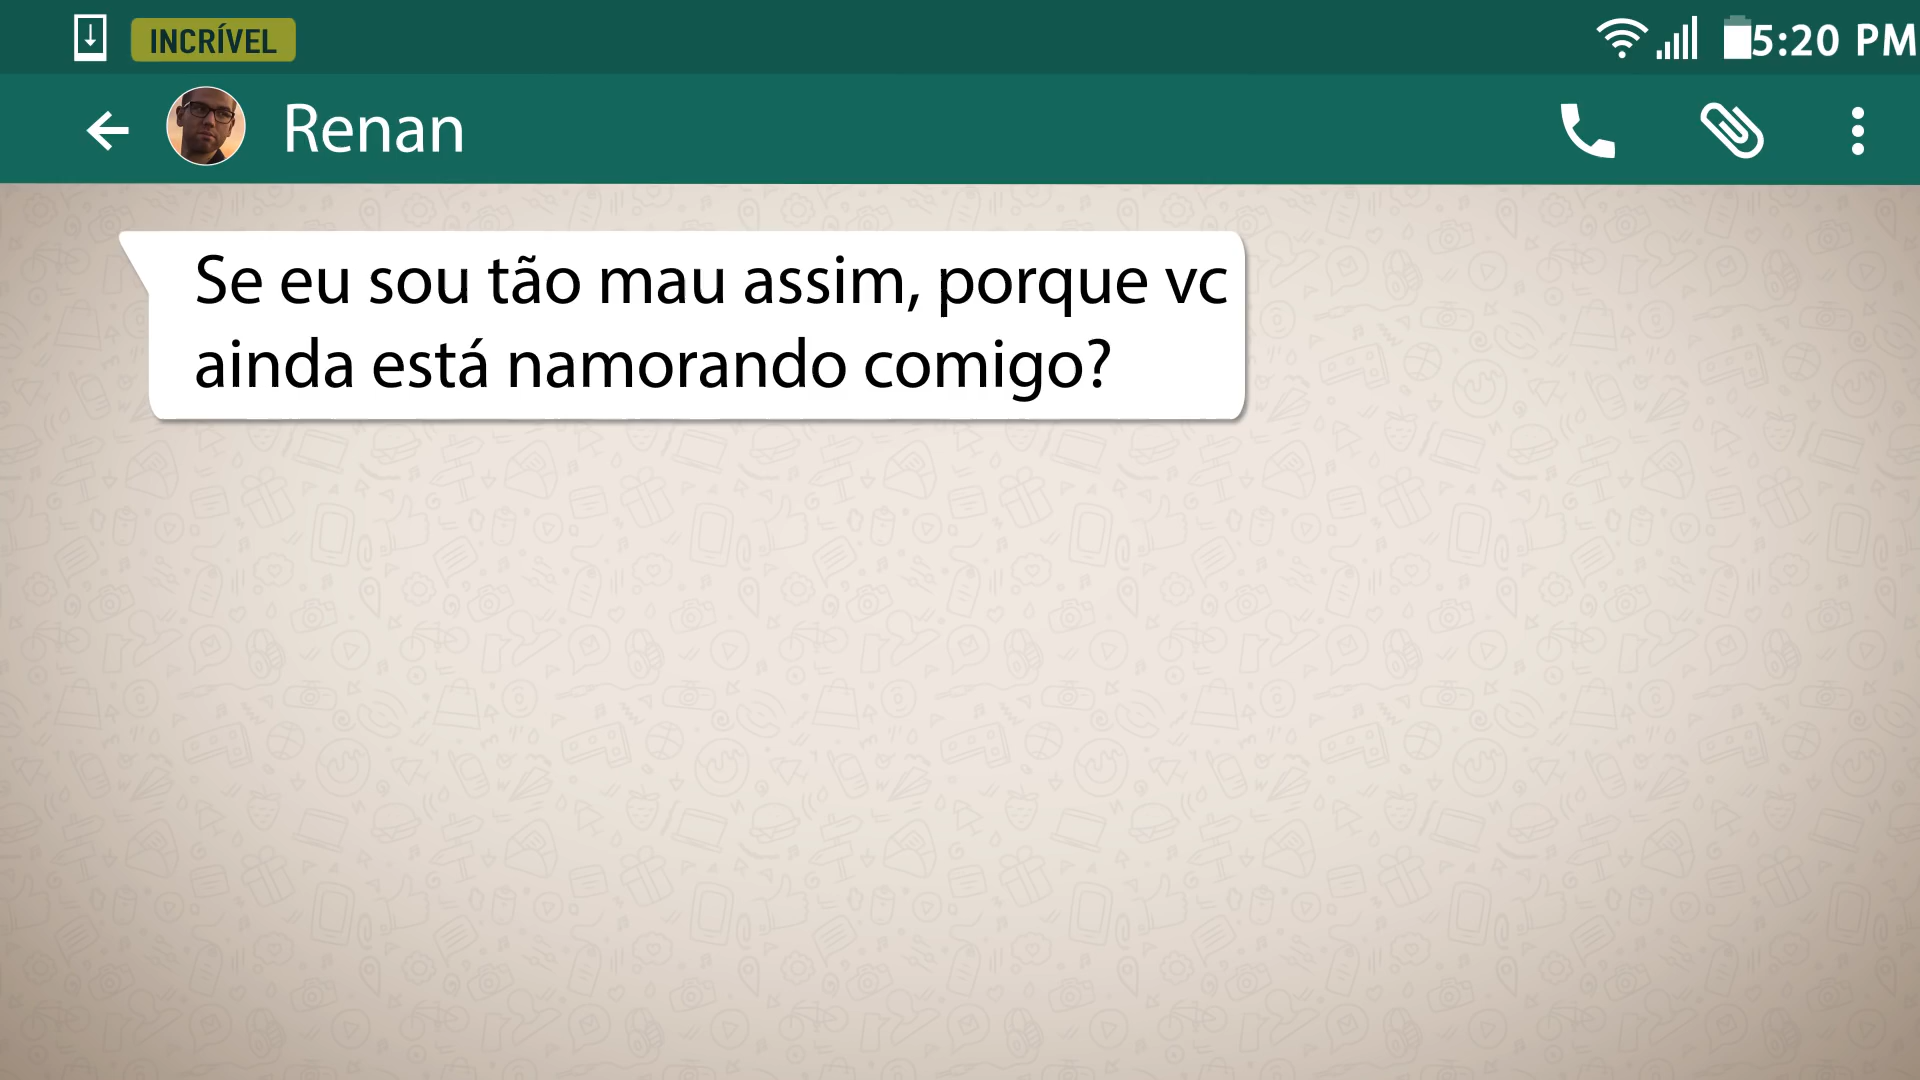 INCRÍVEL
5:20 PM
Renan
Se eu sou tão mau assim, porque vc
ainda está namorando comigo?